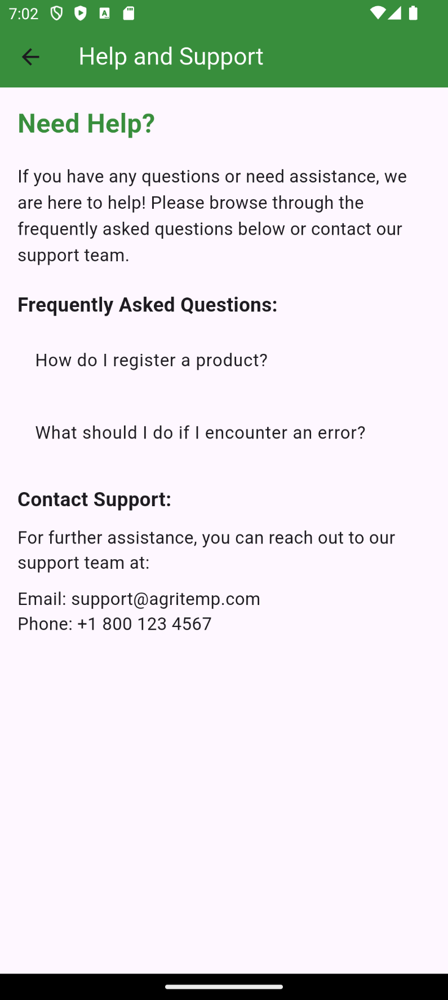 7:02
Help and Support
Need Help?
If you have any questions or need assistance, we
are here to help! Please browse through the
frequently asked questions below or contact our
support team.
Frequently Asked Questions:
How do I register a product?
What should I do if I encounter an error?
Contact Support:
For further assistance, you can reach out to our
support team at:
Email: support@agritemp.com
Phone: +1 800 123 4567